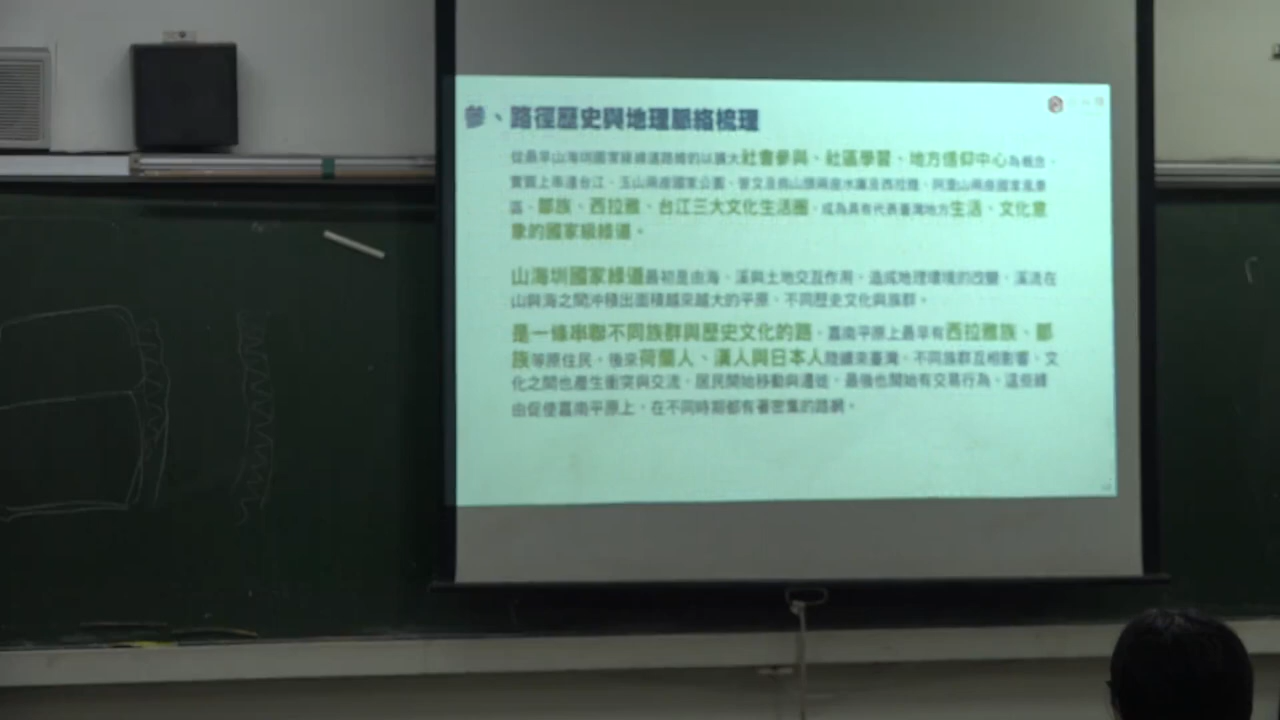 參、路徑歷史與地理脈絡梳理
從最早山海圳國家級綠道路線的以擴大社會參與、社區學習、地方信仰中心為概念，
實質上串連台江、玉山兩座國家公園、曾文及烏山頭兩座水庫及西拉雅、阿里山兩座國家風景
區，鄒族、西拉雅、台江三大文化生活圈，成為具有代表臺灣地方生活、文化意
象的國家級綠道。
山海圳國家綠道最初是由海、溪與土地交互作用，造成地理環境的改變，溪流在
山與海之間沖積出面積越來越大的平原、不同歷史文化與族群。
是一條串聯不同族群與歷史文化的路，嘉南平原上最早有西拉雅族、鄒
族等原住民，後來荷蘭人、漢人與日本人陸續來臺灣，不同族群互相影響、文
化之間也產生衝突與交流，居民開始移動與遷徙，最後也開始有交易行為，這些緣
由促使嘉南平原上，在不同時期都有著密集的路網。